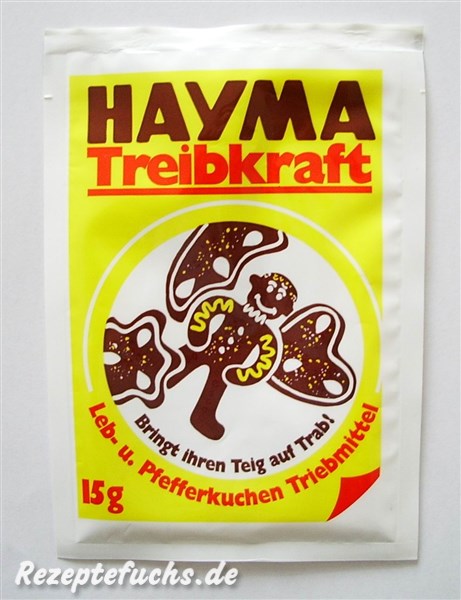 HAYMA
Treibkraft
Bringt ihren Teig auf Trab!
Leb- u. Pfefferkuchen Triebmittel
15g
Rezeptefuchs.de